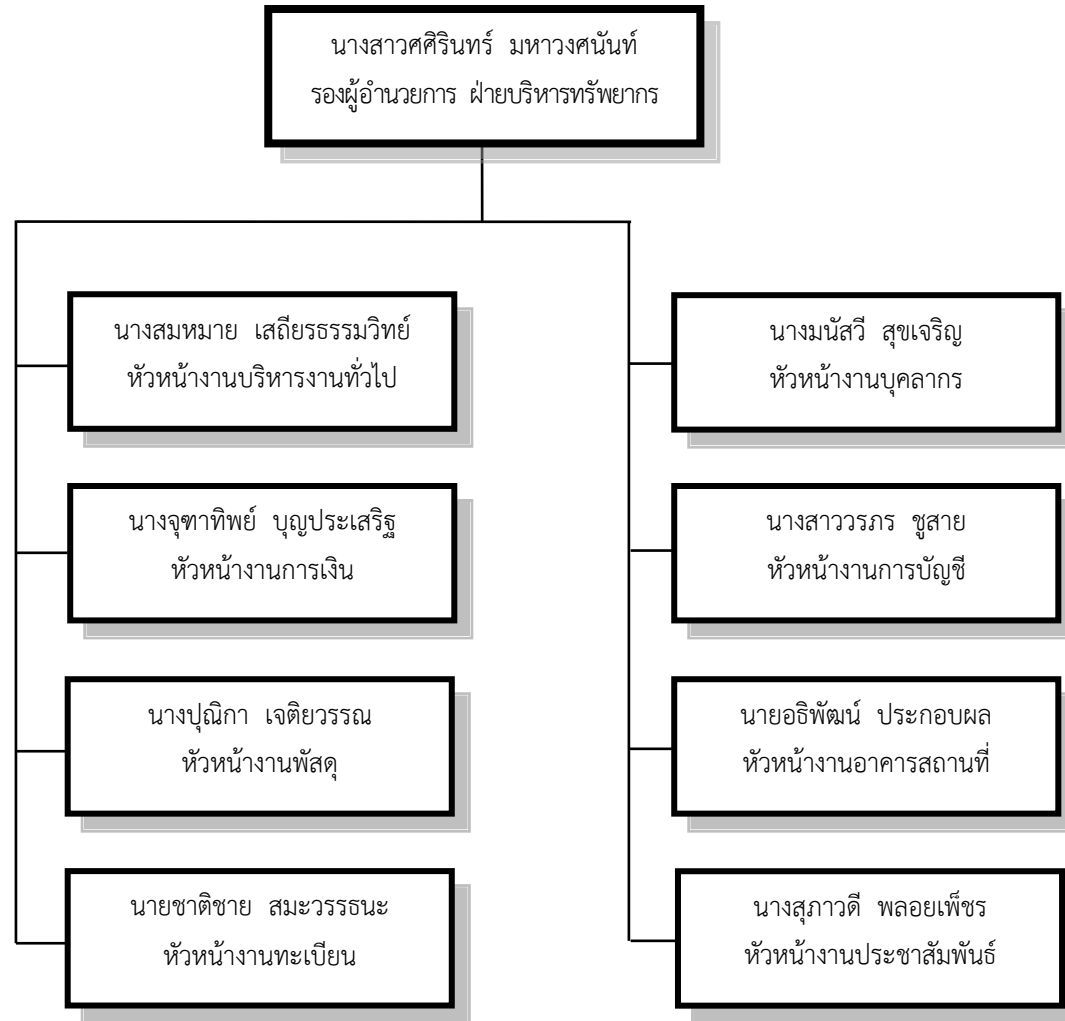 นางสาวศศิรินทร์ มหาวงศนันท์
รองผู้อำนวยการ ฝ่ายบริหารทรัพยากร
นางสมหมาย เสถียรธรรมวิทย์
หัวหน้างานบริหารงานทั่วไป
นางมนัสวี สุขเจริญ
หัวหน้างานบุคลากร
นางจุฑาทิพย์ บุญประเสริฐ
หัวหน้างานการเงิน
นางสาววรภร ชูสาย
หัวหน้างานการบัญชี
นางปุณิกา เจติยวรรณ
หัวหน้างานพัสดุ
นายอธิพัฒน์ ประกอบผล
หัวหน้างานอาคารสถานที่
นายชาติชาย สมะวรรธนะ
หัวหน้างานทะเบียน
นางสุภาวดี พลอยเพ็ชร
หัวหน้างานประชาสัมพันธ์